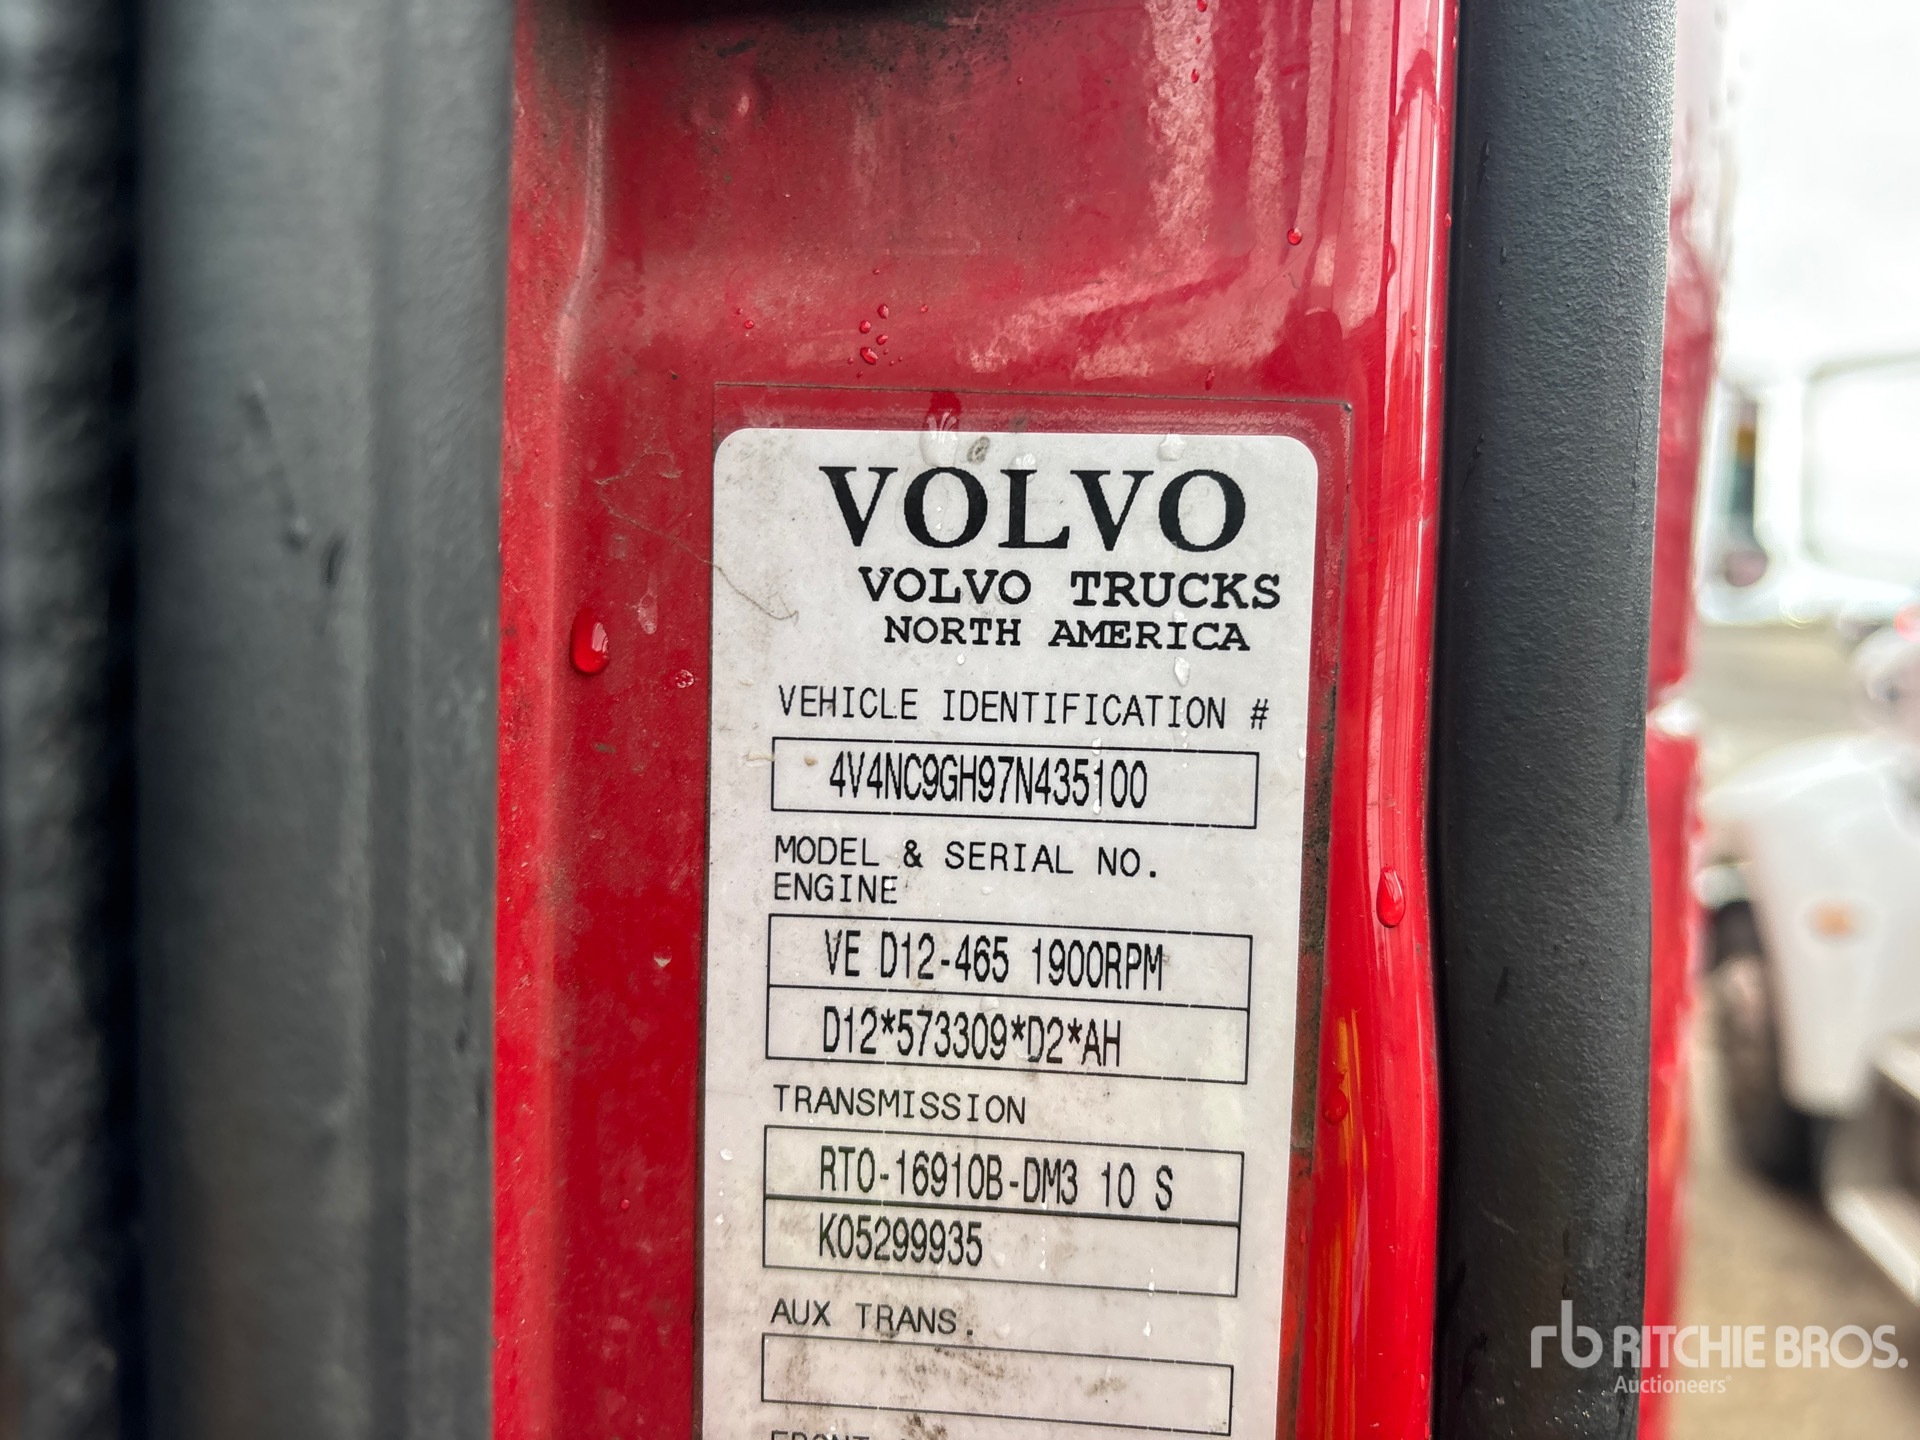 VOLVO
VOLVO TRUCKS
NORTH AMERICA
VEHICLE IDENTIFICATION #
4V4NC9GH97N435100
MODEL & SERIAL NO.
ENGINE
VE D12-465 1900RPM
D12*573309*D2*AH
TRANSMISSION
RTO-16910B-DM3 10 S
K05299935
AUX TRANS.
rb RITCHIE BROS.
Auctioneers